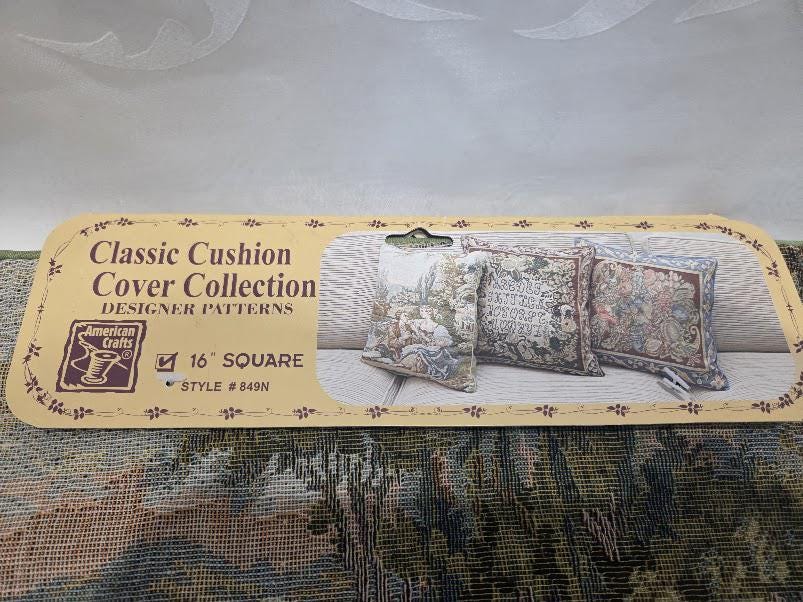 Classic Cushion
Cover Collection
DESIGNER PATTERNS
American
Crafts
®
16" SQUARE
STYLE # 849N